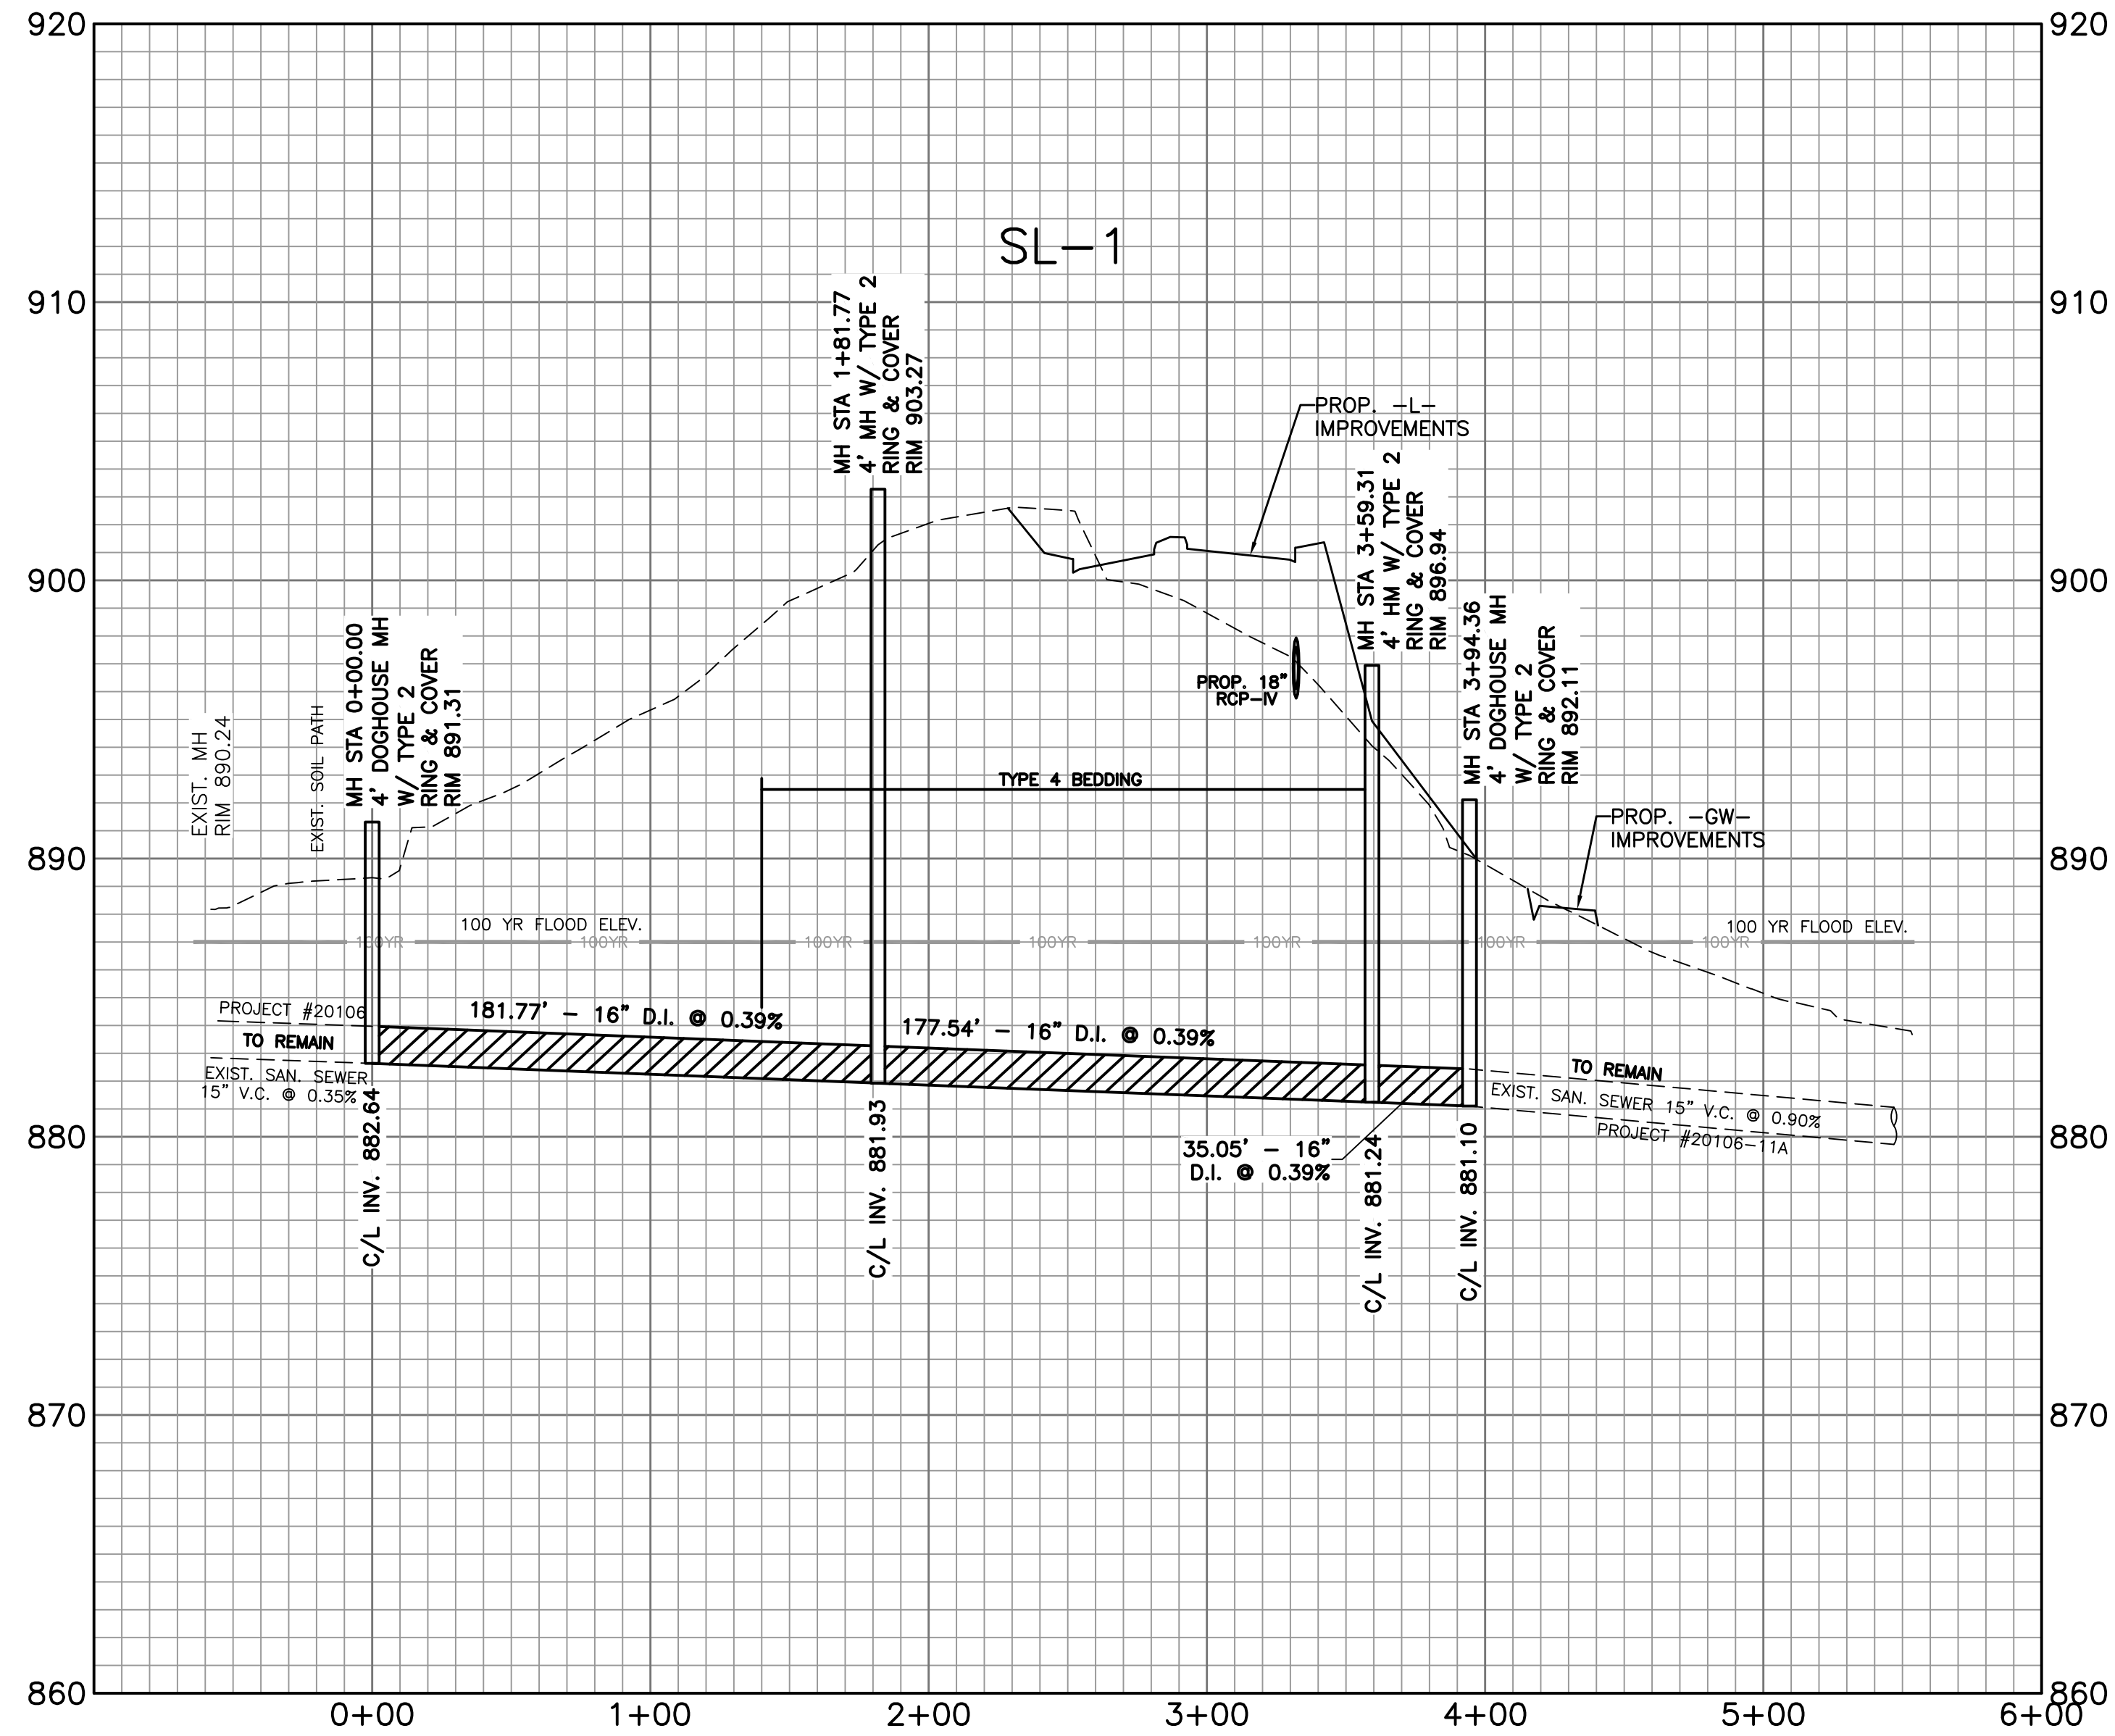 920
920
SL-1
910
910
MH STA 1+81.77
4' MH W/ TYPE 2
RING & COVER
RIM 903.27
PROP. -L-
IMPROVEMENTS
MH STA 3+59.31
4' HM W/ TYPE 2
RING & COVER
RIM 896.94
900
900
MH STA 0+00.00
4' DOGHOUSE MH
W/ TYPE 2
RING & COVER
RIM 891.31
MH STA 3+94.36
4' DOGHOUSE MH
W/ TYPE 2
RING & COVER
RIM 892.11
EXIST. MH
RIM 890.24
EXIST. SOIL PATH
PROP. 18"
RCP-IV
TYPE 4 BEDDING
PROP. -GW-
IMPROVEMENTS
890
890
100 YR FLOOD ELEV.
100 YR FLOOD ELEV.
100YR
100YR
100YR
100YR
100YR
100YR
100YR
PROJECT #20106
181.77' - 16" D.I. @ 0.39%
177.54' - 16" D.I. @ 0.39%
TO REMAIN
TO REMAIN
EXIST. SAN. SEWER
15" V.C. @ 0.35%
EXIST. SAN. SEWER 15" V.C. @ 0.90%
PROJECT #20106-11A
880
880
35.05' - 16"
D.I. @ 0.39%
C/L INV. 882.64
C/L INV. 881.93
C/L INV. 881.24
C/L INV. 881.10
870
870
860
860
0+00
1+00
2+00
3+00
4+00
5+00
6+00